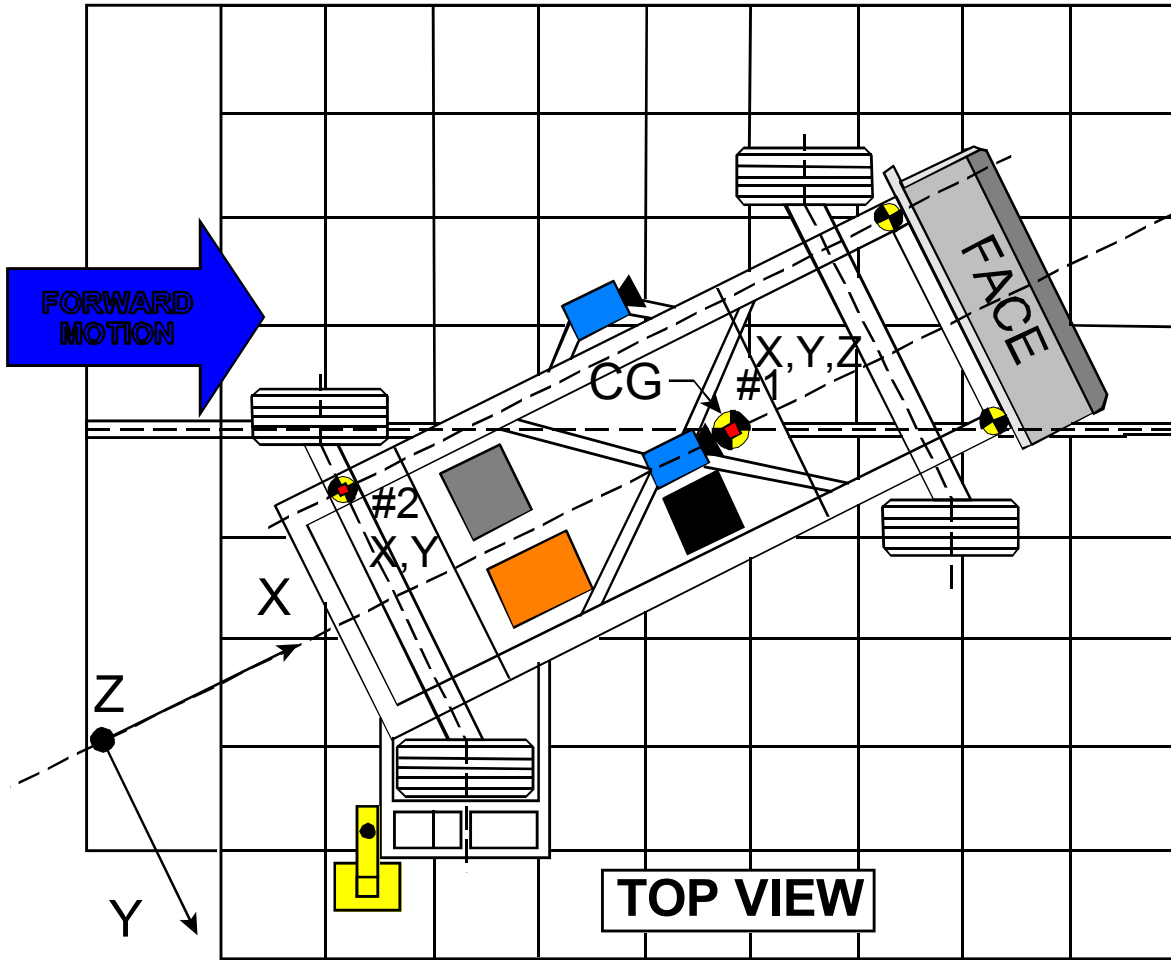 FORWARD
MOTION
FACE
X,Y,Z
CG
#1
#2
X,Y
X
Z
Y
TOP VIEW